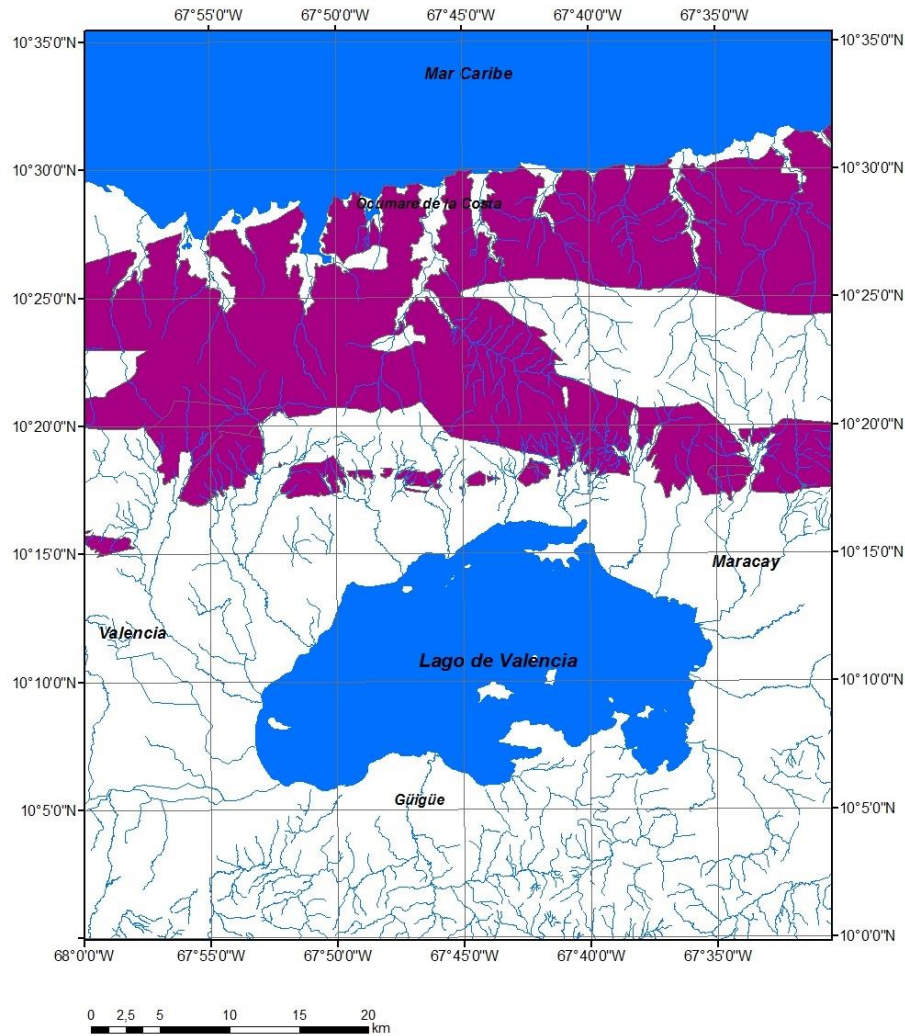 67°55'0"W 67°50'0"W 67°45'0"W 67°40'0"W 67°35'0"W
10°35'0"N 10°35'0"N
Mar Caribe
10°30'0"N 10°30'0"N
Ocumare de la Costa
10°25'0"N 10°25'0"N
10°20'0"N 10°20'0"N
10°15'0"N 10°15'0"N
Maracay
Valencia
Lago de Valencia
10°10'0"N 10°10'0"N
Güigüe
10°50'0"N 10°5'0"N
10°0'0"N
68°0'0"W 67°55'0"W 67°50'0"W 67°45'0"W 67°40'0"W 67°35'0"W
0 2,5 5 10 15 20
km